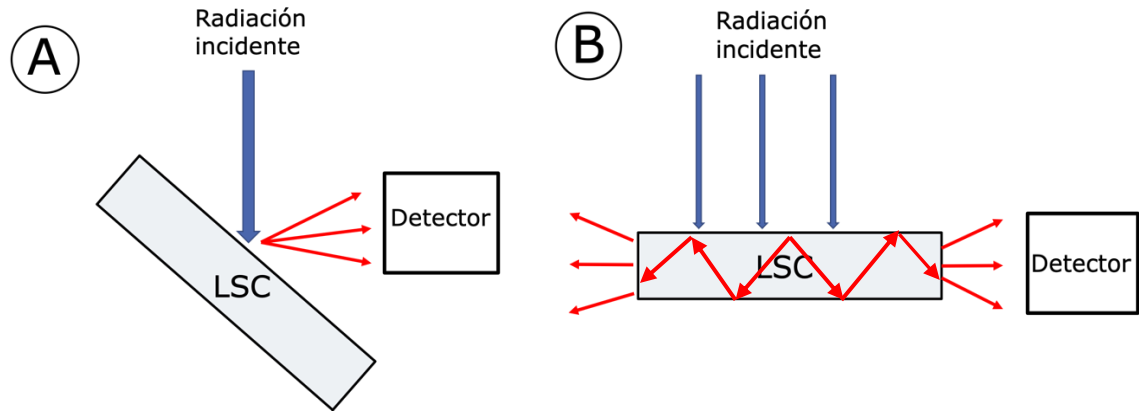 A
Radiación
incidente
Detector
LSC
B
Radiación
incidente
LSC
Detector